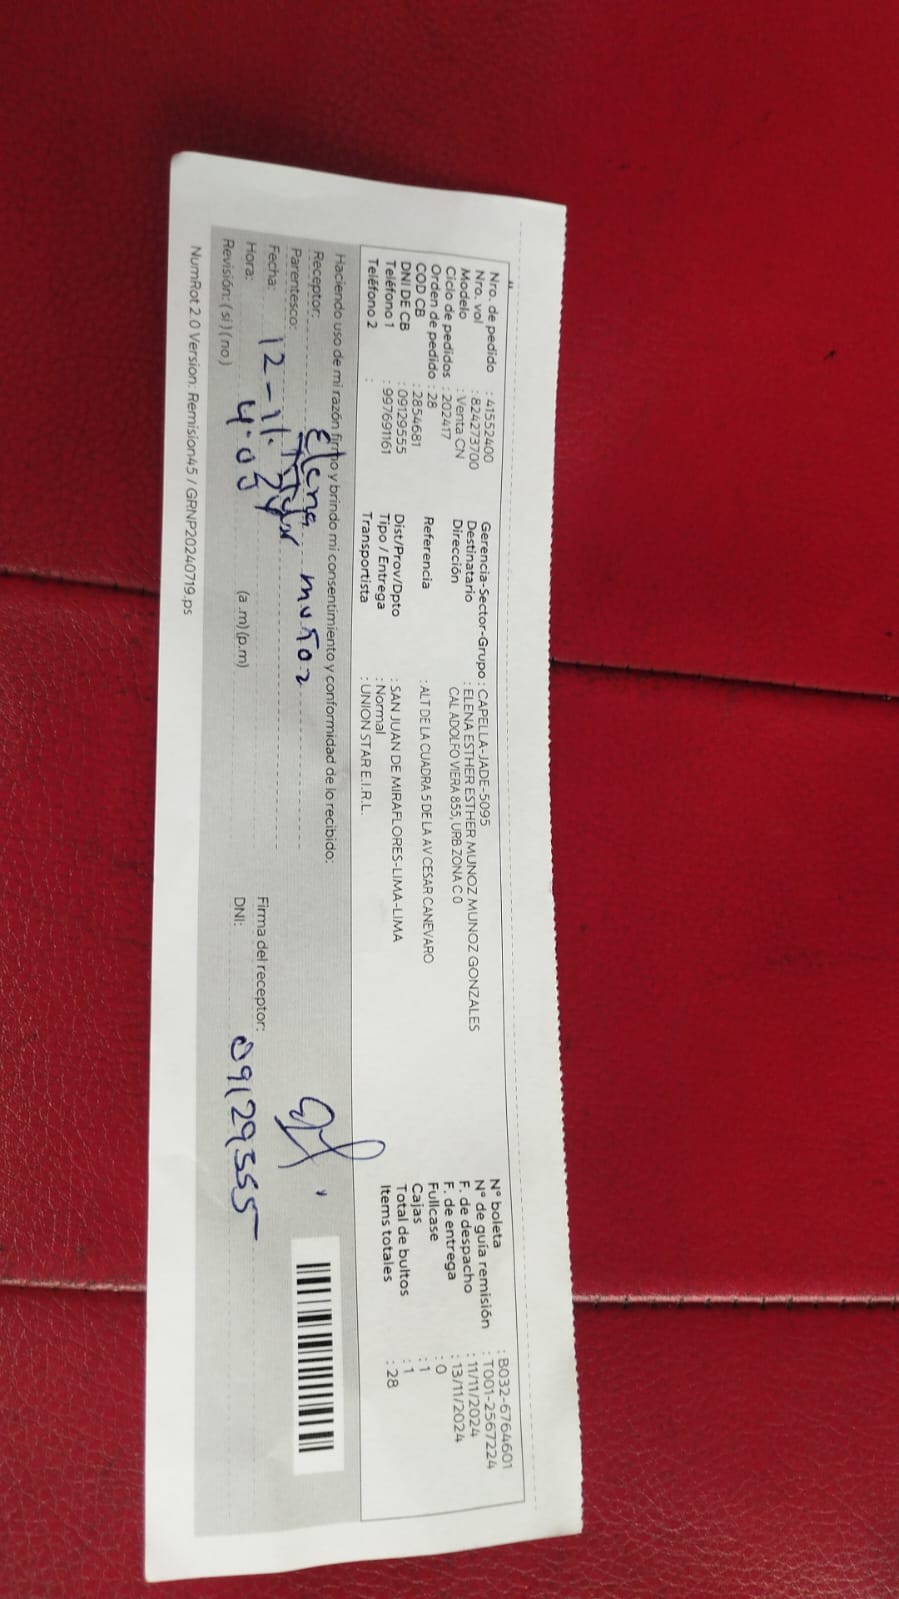 Nro. de pedido : 41552400
Nro. vol : 824273700
Modelo : Venta CN
Ciclo de pedidos : 202417
Orden de pedido : 28
COD CB : 2854681
DNI DE CB : 09129555
Teléfono 1 : 997691161
Teléfono 2 :
Gerencia-Sector-Grupo : CAPELLA-JADE-5095
Destinatario : ELENA ESTHER ESTHER MUNOZ MUNOZ GONZALES
Dirección CAL ADOLFO VIERA 855, URB ZONA C 0
Referencia : ALT DE LA CUADRA 5 DE LA AV CESAR CANEVARO
Dist/Prov/Dpto : SAN JUAN DE MIRAFLORES-LIMA-LIMA
Tipo / Entrega : Normal
Transportista : UNION STAR E.I.R.L.
N° boleta : B032-6764601
N° de guía remisión : T001-2567224
F. de despacho : 11/11/2024
F. de entrega : 13/11/2024
Fullcase : 0
Cajas : 1
Total de bultos : 1
Items totales : 28
Haciendo uso de mi razón firmo y brindo mi consentimiento y conformidad de lo recibido:
Receptor: Elena muñoz
Parentesco:
Fecha: 12-11-24
Hora: 4:05 (a .m) (p.m)
Revisión: ( si ) ( no )
Firma del receptor:
DNI: 09129555
NumRot 2.0 Version: Remision45 / GRNP20240719.ps